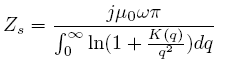 $Z_s = \frac{j\mu_0\omega\pi}{\int_0^\infty \ln(1 + \frac{K(q)}{q^2})dq}$